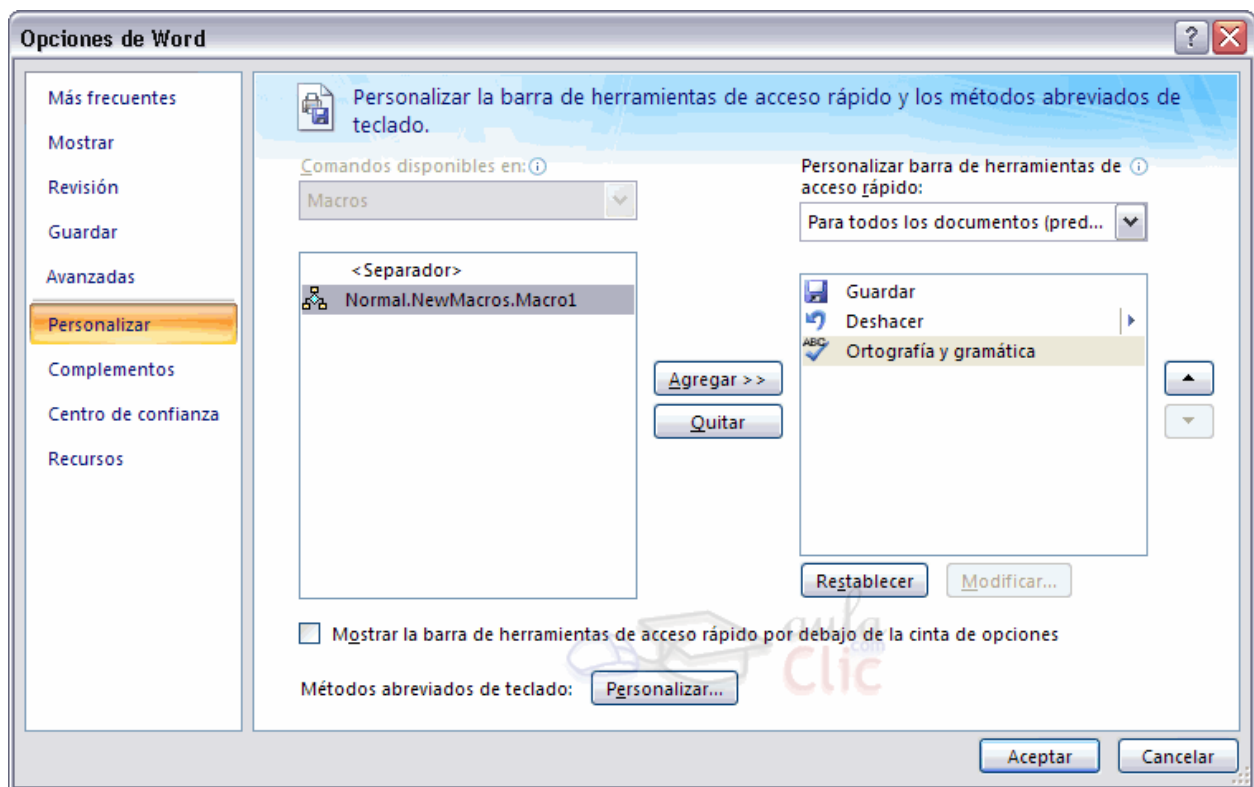 Opciones de Word
Más frecuentes
Mostrar
Revisión
Guardar
Avanzadas
Personalizar
Complementos
Centro de confianza
Recursos
Personalizar la barra de herramientas de acceso rápido y los métodos abreviados de
teclado.
Comandos disponibles en:
Macros
<Separador>
Normal.NewMacros.Macro1
Agregar >>
Quitar
Personalizar barra de herramientas de
acceso rápido:
Para todos los documentos (pred...
Guardar
Deshacer
ABC
Ortografía y gramática
Restablecer
Modificar...
Mostrar la barra de herramientas de acceso rápido por debajo de la cinta de opciones
Métodos abreviados de teclado:
Personalizar...
aula
.com
Clic
Aceptar
Cancelar